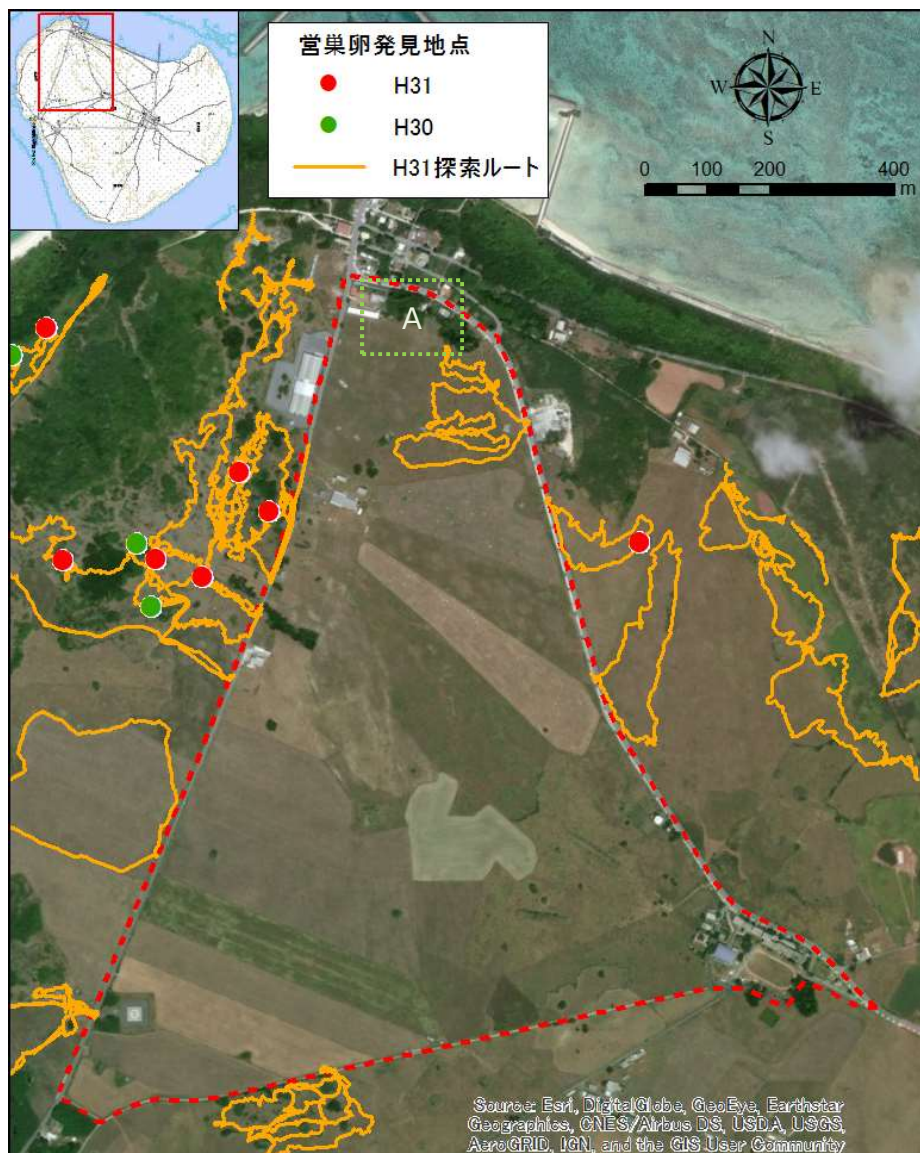 営巣卵発見地点
H31
H30
H31探索ルート
N
W E
S
0 100 200 400
m
A
Source: Esri, DigitalGlobe, GeoEye, Earthstar
Geographics, CNES/Airbus DS, USDA, USGS,
AeroGRID, IGN, and the GIS User Community